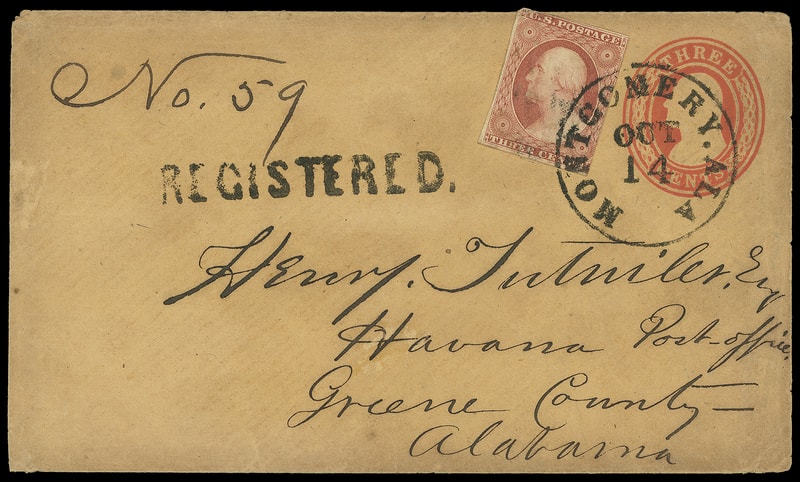 No. 59
U.S. POSTAGE
THREE CE
THREE
CENTS
MONTGOMERY. ALA
OCT
14
REGISTERED.
Henry. Tutwiler, Esq
Havana Post-office,
Greene County—
Alabama